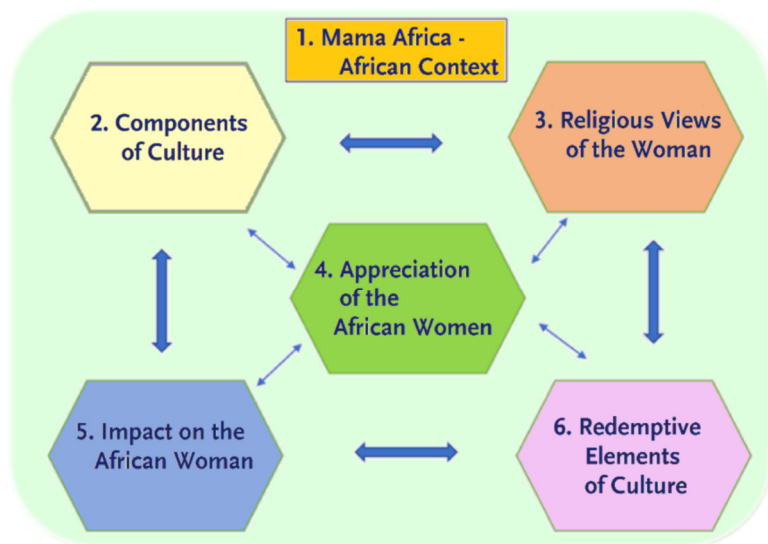 1. Mama Africa -
African Context
2. Components
of Culture
3. Religious Views
of the Woman
4. Appreciation
of the
African Women
5. Impact on the
African Woman
6. Redemptive
Elements
of Culture